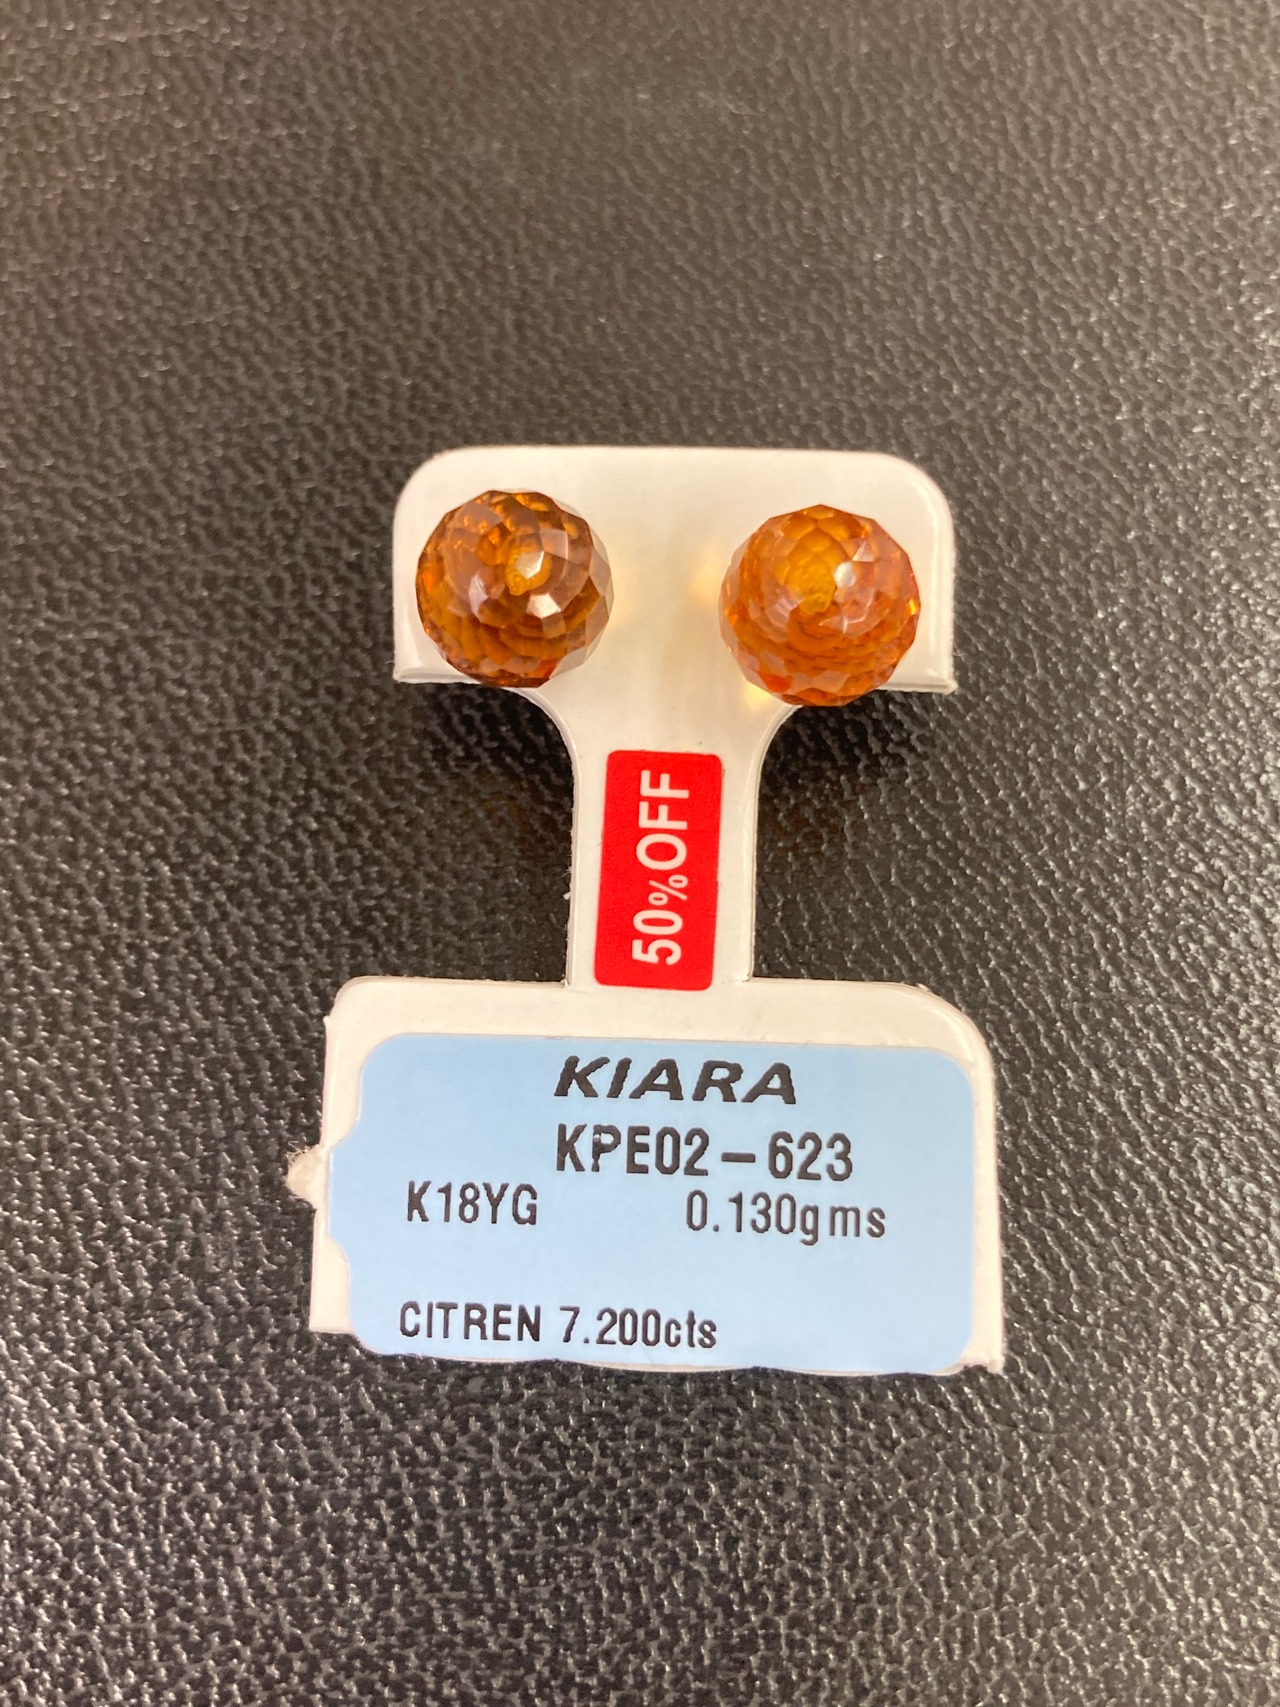 50%OFF
KIARA
KPE02-623
K18YG 0.130gms
CITREN 7.200cts